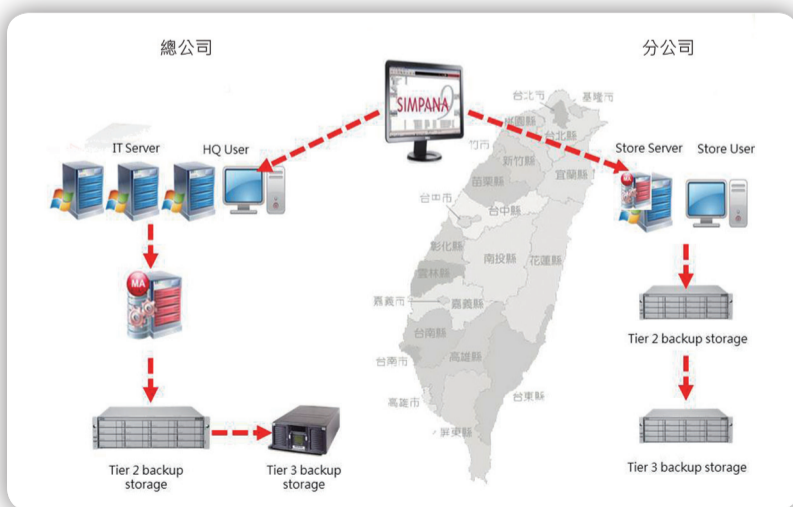 總公司
分公司
SIMPANA 9
IT Server
HQ User
Store Server
Store User
MA
MA
Tier 2 backup
storage
Tier 3 backup
storage
Tier 2 backup storage
Tier 3 backup storage
台北市
基隆市
桃園縣
台北縣
竹市
新竹縣
宜蘭縣
苗栗縣
台中市
台中縣
彰化縣
南投縣
花蓮縣
雲林縣
嘉義市
嘉義縣
台南縣
台南市
高雄縣
高雄市
台東縣
屏東縣